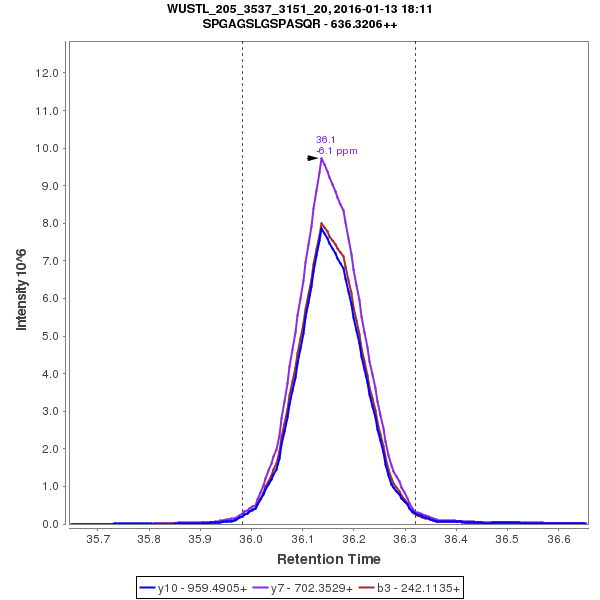 WUSTL_205_3537_3151_20, 2016-01-13 18:11
SPGAGSLGSPASQR - 636.3206++
36.1
-6.1 ppm
12.0
11.0
10.0
9.0
8.0
7.0
6.0
5.0
4.0
3.0
2.0
1.0
0.0
Intensity 10^6
35.7 35.8 35.9 36.0 36.1 36.2 36.3 36.4 36.5 36.6
Retention Time
y10 - 959.4905+ y7 - 702.3529+ b3 - 242.1135+